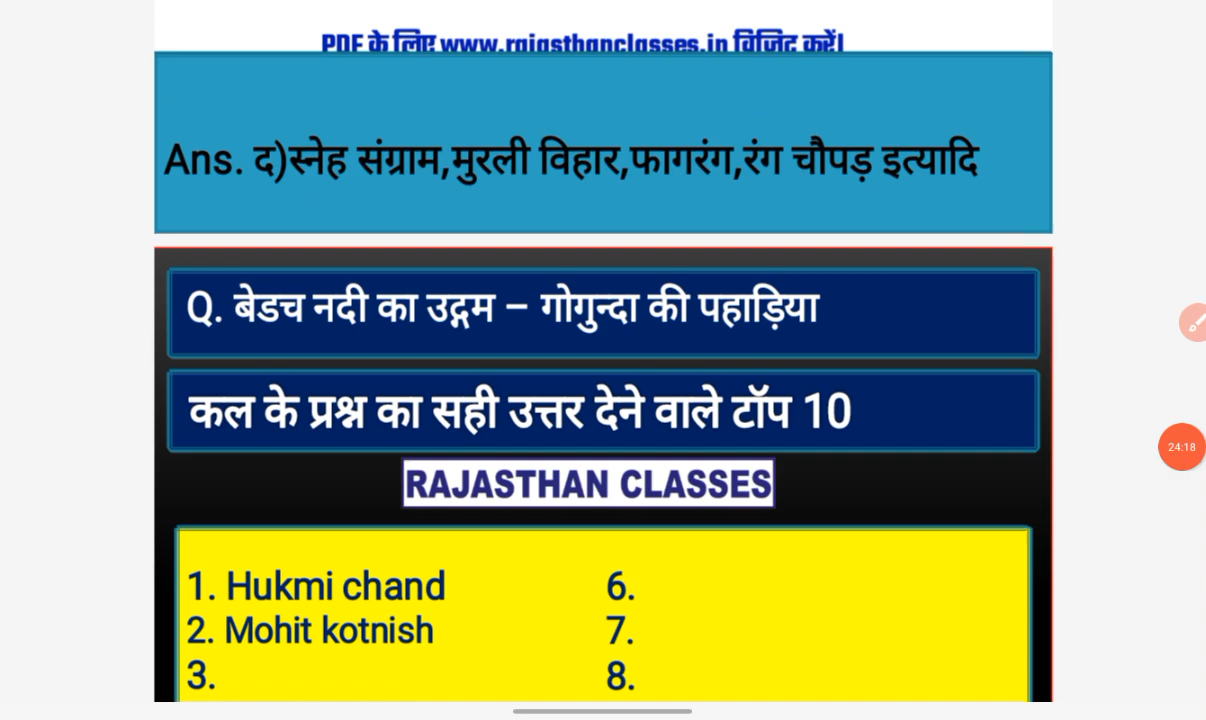 PDF के लिए www.rajasthanclasses.in विजिट करें।
Ans. द)स्नेह संग्राम,मुरली विहार,फागरंग,रंग चौपड़ इत्यादि
Q. बेडच नदी का उद्गम – गोगुन्दा की पहाड़िया
कल के प्रश्न का सही उत्तर देने वाले टॉप 10
RAJASTHAN CLASSES
1. Hukmi chand
2. Mohit kotnish
3.
6.
7.
8.
24:18